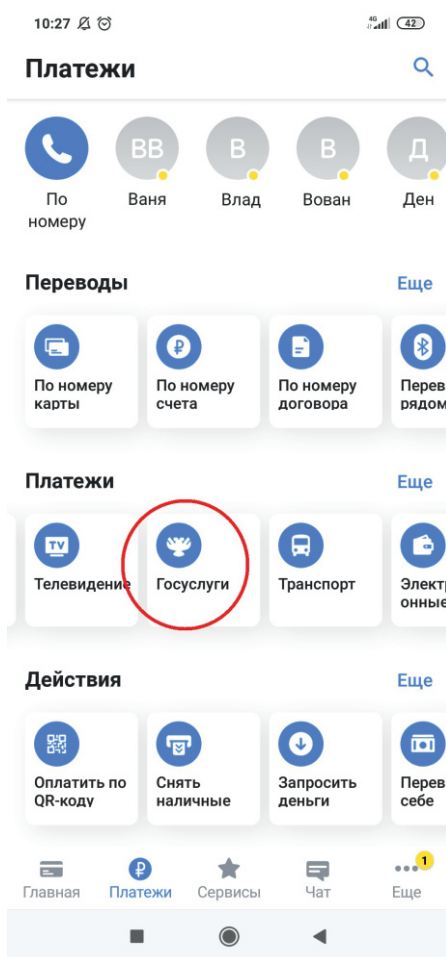 10:27
4G
42
Платежи
ВВ
В
В
Д
По номеру
Ваня
Влад
Вован
Ден
Переводы
Еще
По номеру карты
По номеру счета
По номеру договора
Перев рядом
Платежи
Еще
TV
Телевидение
Госуслуги
Транспорт
Элект онные
Действия
Еще
Оплатить по QR-коду
Снять наличные
Запросить деньги
Перев себе
1
Главная
Платежи
Сервисы
Чат
Еще